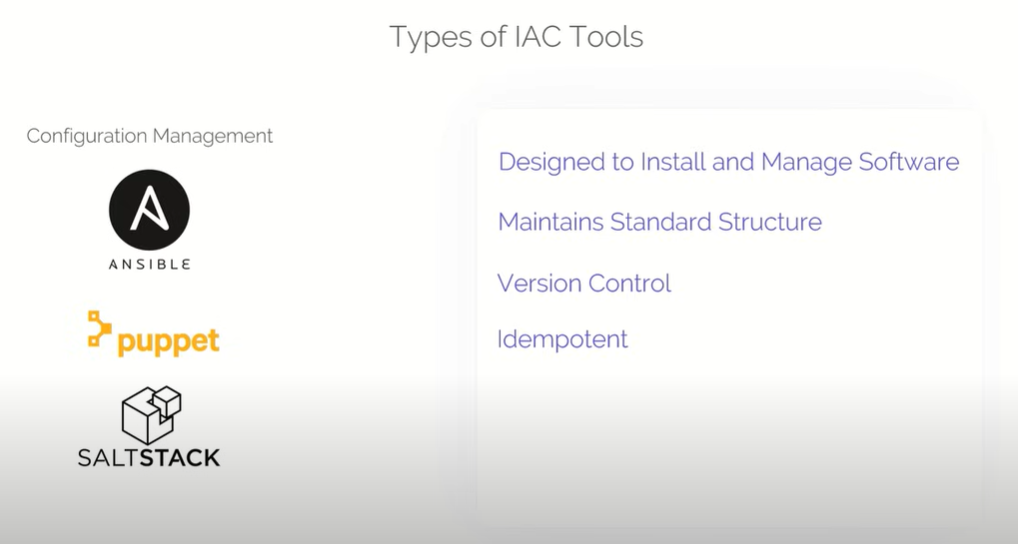 Types of IAC Tools
Configuration Management
ANSIBLE
puppet
SALTSTACK
Designed to Install and Manage Software
Maintains Standard Structure
Version Control
Idempotent